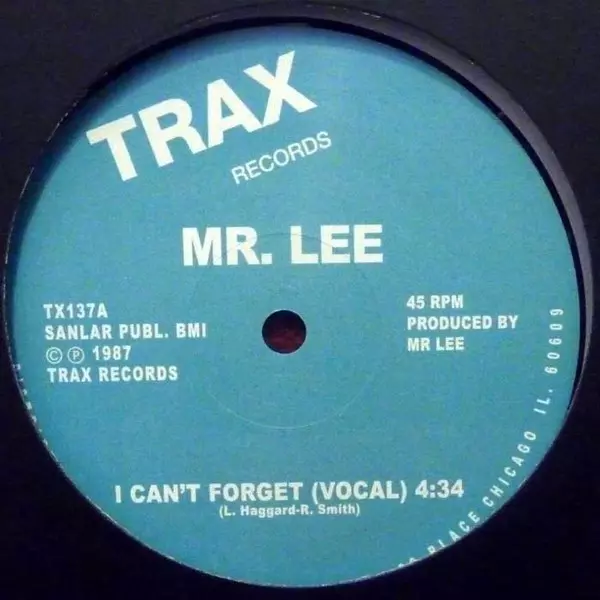 TRAX
RECORDS
MR. LEE
TX137A
SANLAR PUBL. BMI
© ℗ 1987
TRAX RECORDS
45 RPM
PRODUCED BY
MR LEE
I CAN'T FORGET (VOCAL) 4:34
(L. Haggard-R. Smith)
PLACE CHICAGO IL. 60609